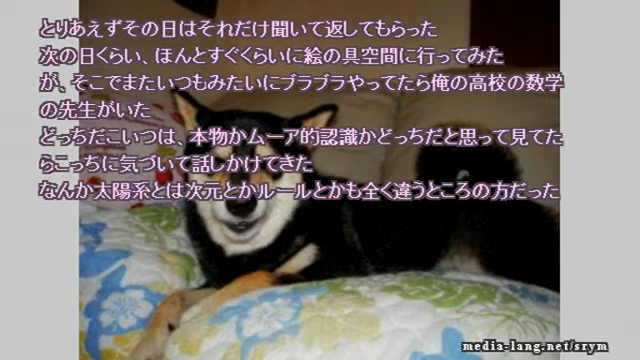 とりあえずその日はそれだけ聞いて返してもらった
次の日くらい、ほんとすぐくらいに絵の具空間に行ってみた
が、そこでまたいつもみたいにブラブラやってたら俺の高校の数学
の先生がいた
どっちだこいつは、本物かムーア的認識かどっちだと思って見てた
らこっちに気づいて話しかけてきた
なんか太陽系とは次元とかルールとかも全く違うところの方だった
media-lang.net/srym